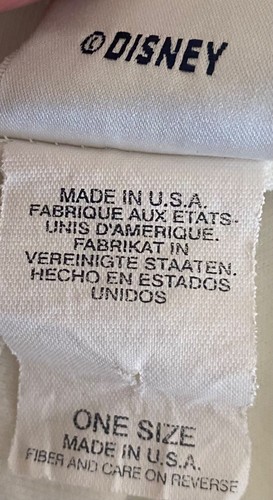 ©DISNEY
MADE IN U.S.A.
FABRIQUE AUX ETATS-
UNIS D'AMERIQUE.
FABRIKAT IN
VEREINIGTE STAATEN.
HECHO EN ESTADOS
UNIDOS
ONE SIZE
MADE IN U.S.A.
FIBER AND CARE ON REVERSE